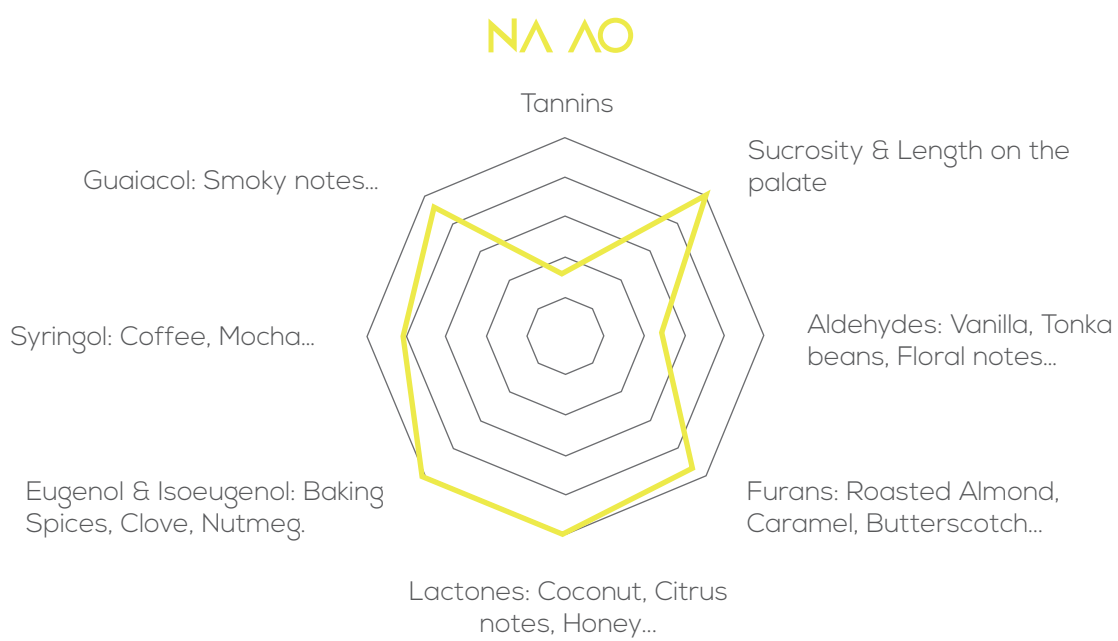 NA AO
Tannins
Sucrosity & Length on the
palate
Guaiacol: Smoky notes...
Syringol: Coffee, Mocha...
Aldehydes: Vanilla, Tonka
beans, Floral notes...
Eugenol & Isoeugenol: Baking
Spices, Clove, Nutmeg.
Furans: Roasted Almond,
Caramel, Butterscotch...
Lactones: Coconut, Citrus
notes, Honey...